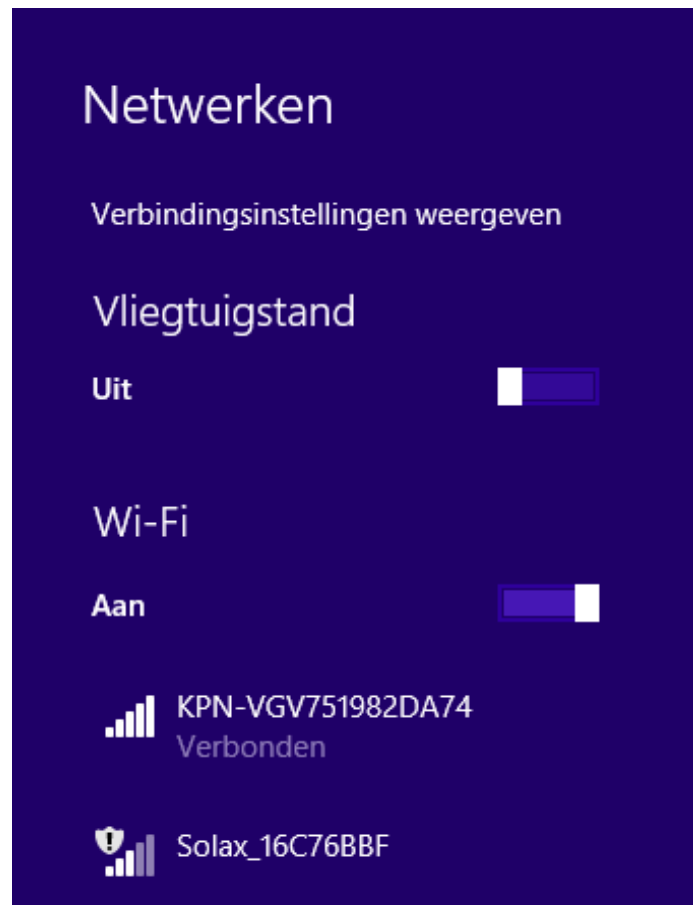 Netwerken
Verbindingsinstellingen weergeven
Vliegtuigstand
Uit
Wi-Fi
Aan
KPN-VGV751982DA74
Verbonden
Solax_16C76BBF